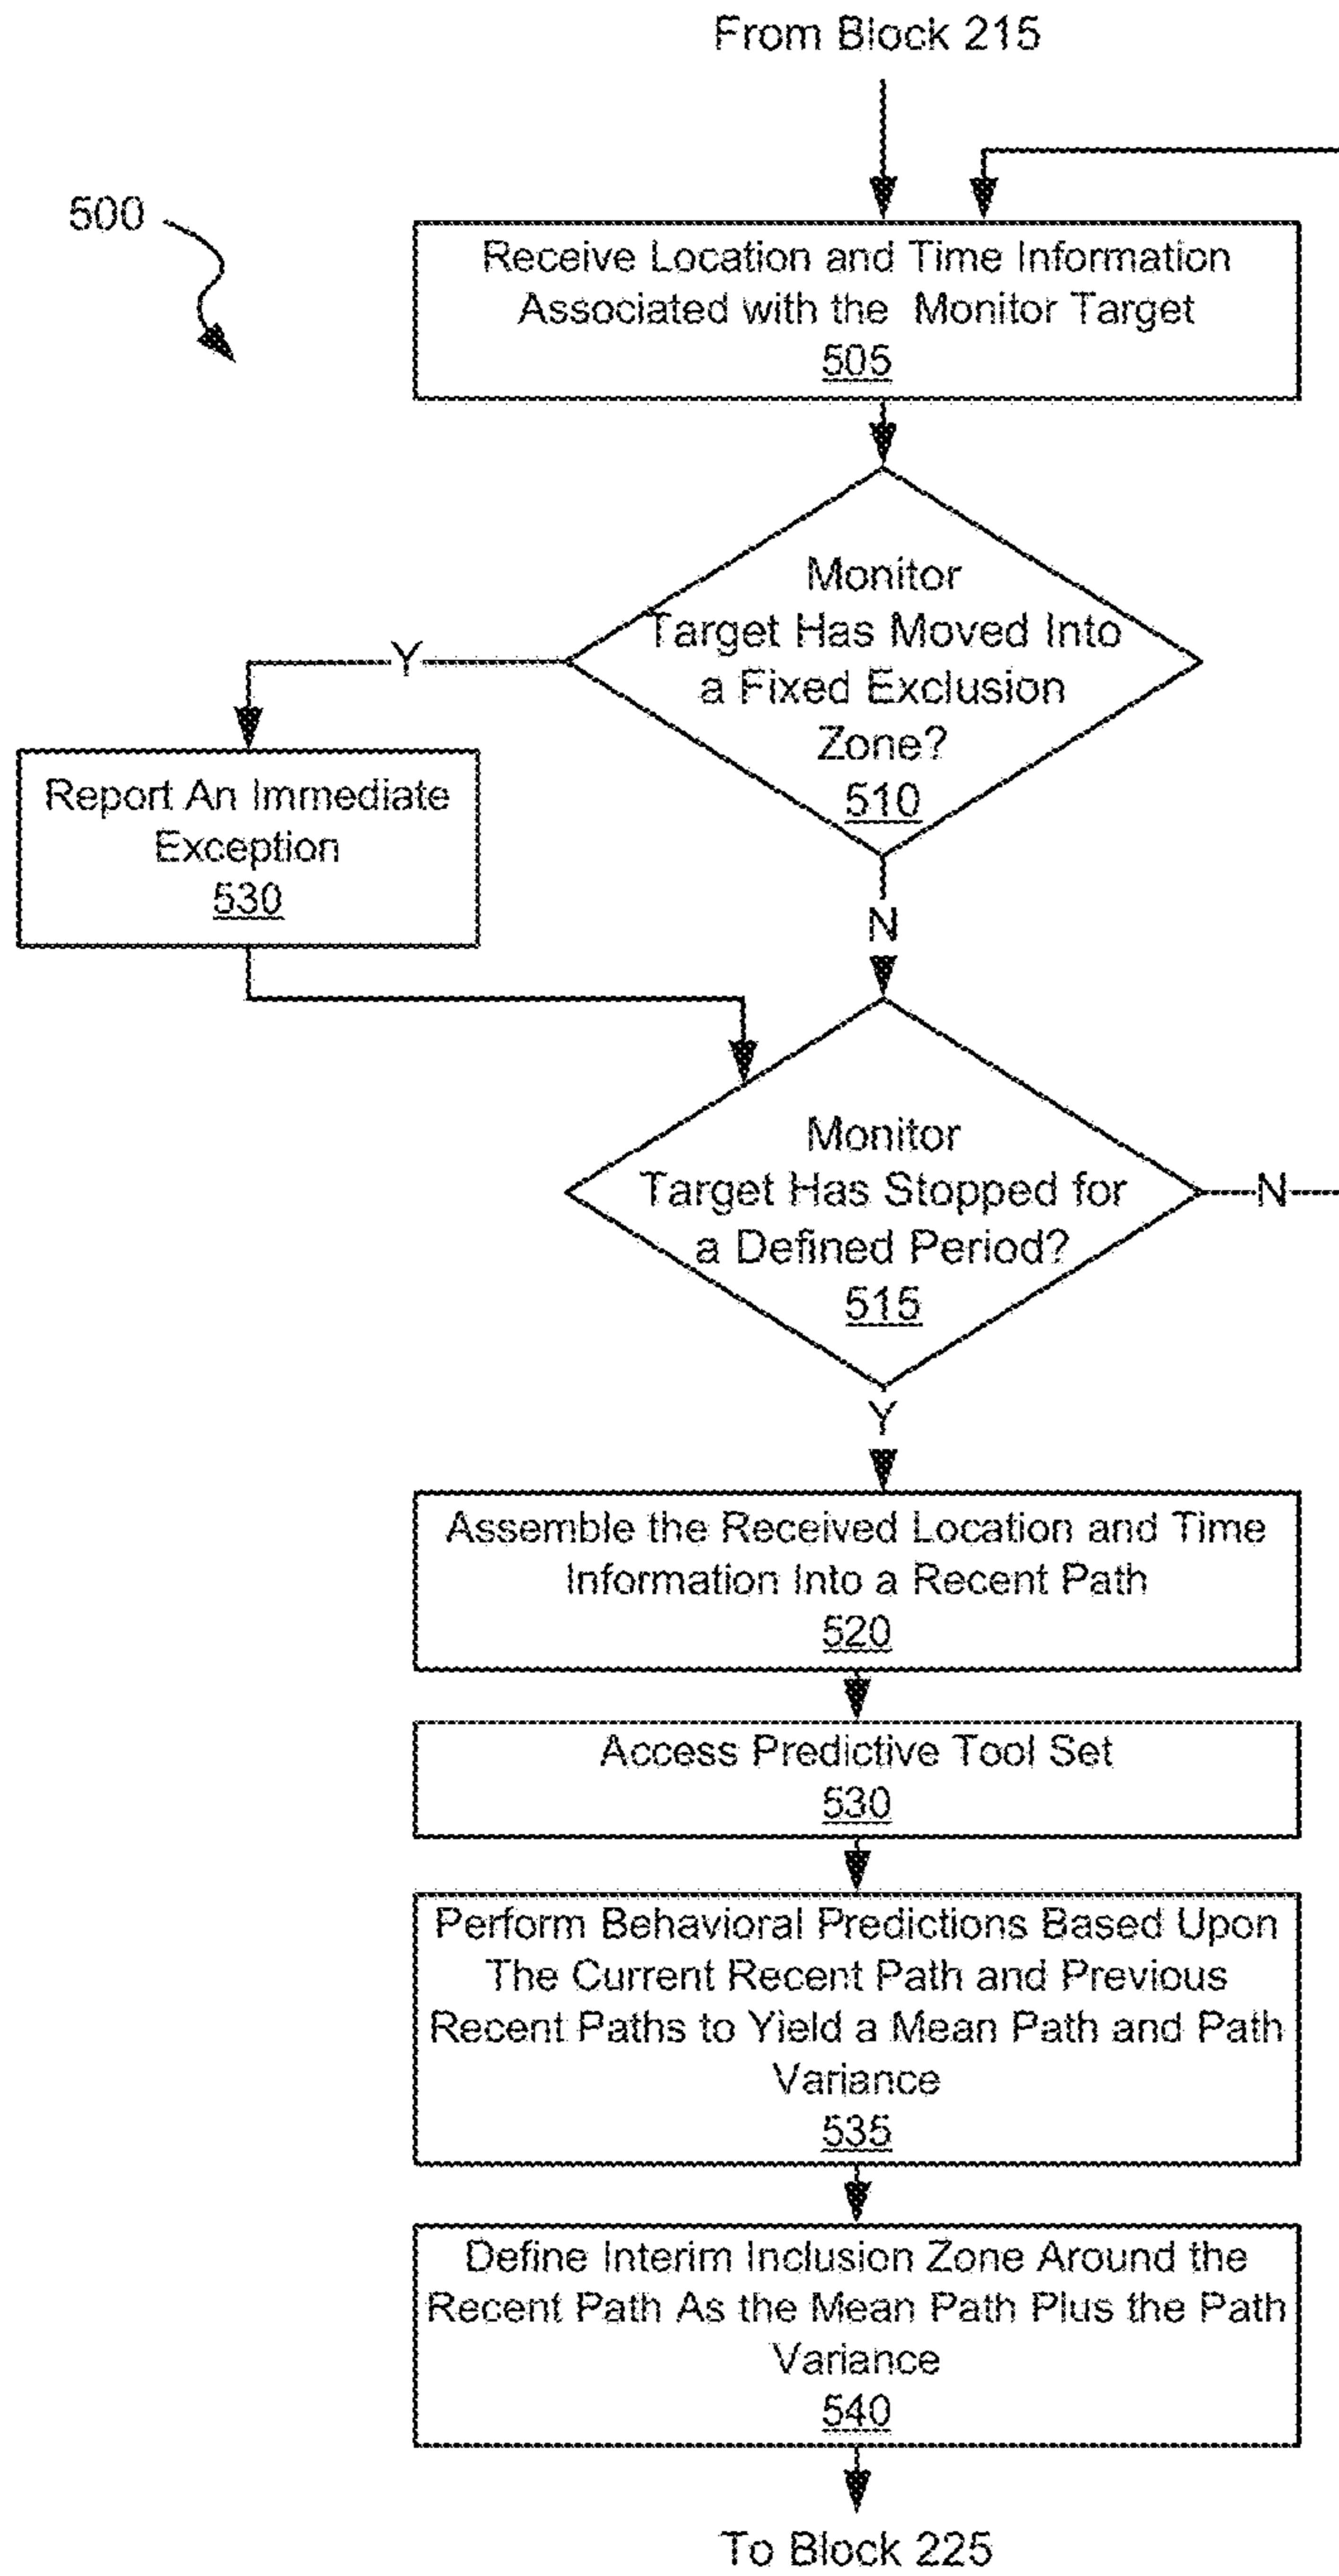 From Block 215
500
Receive Location and Time Information
Associated with the Monitor Target
505
Monitor
Target Has Moved Into
a Fixed Exclusion
Zone?
510
Y
Report An Immediate
Exception
530
N
Monitor
Target Has Stopped for
a Defined Period?
515
N
Y
Assemble the Received Location and Time
Information Into a Recent Path
520
Access Predictive Tool Set
530
Perform Behavioral Predictions Based Upon
The Current Recent Path and Previous
Recent Paths to Yield a Mean Path and Path
Variance
535
Define Interim Inclusion Zone Around the
Recent Path As the Mean Path Plus the Path
Variance
540
To Block 225